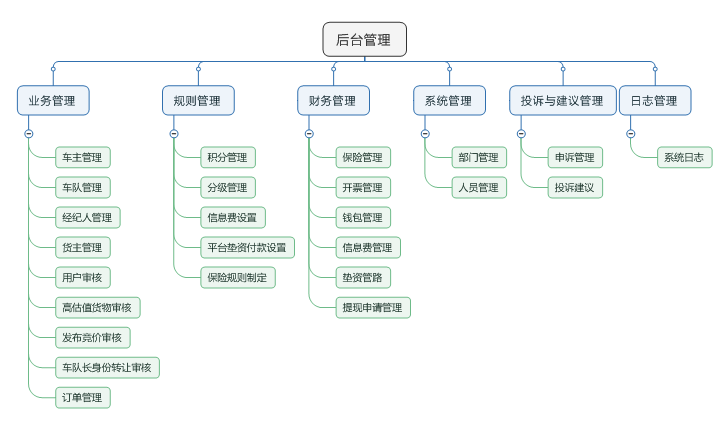 后台管理
业务管理
车主管理
车队管理
经纪人管理
货主管理
用户审核
高估值货物审核
发布竞价审核
车队长身份转让审核
订单管理
规则管理
积分管理
分级管理
信息费设置
平台垫资付款设置
保险规则制定
财务管理
保险管理
开票管理
钱包管理
信息费管理
垫资管路
提现申请管理
系统管理
部门管理
人员管理
投诉与建议管理
申诉管理
投诉建议
日志管理
系统日志